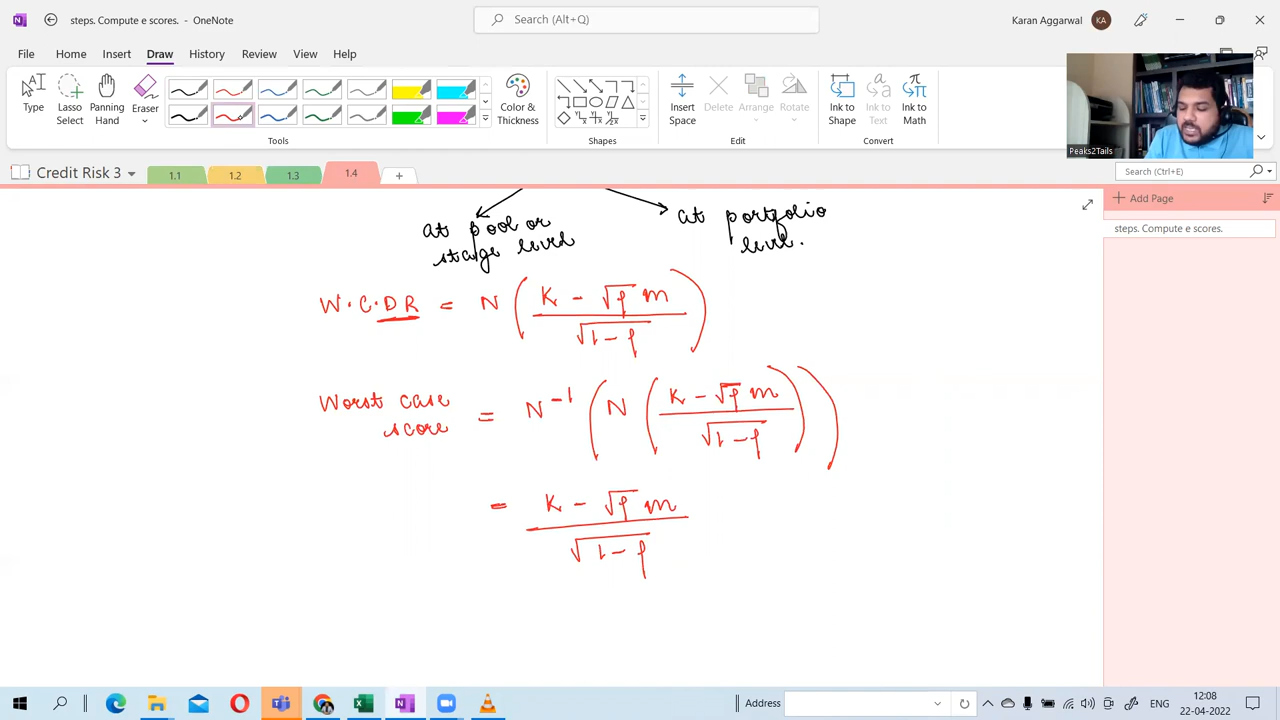 steps. Compute e scores. - OneNote
Search (Alt+Q)
Karan Aggarwal
KA
File Home Insert Draw History Review View Help
Type
Lasso Select
Panning Hand
Eraser
Color & Thickness
Insert Space
Delete
Arrange
Rotate
Ink to Shape
Ink to Text
Ink to Math
Tools
Shapes
Edit
Convert
Peaks2Tails
Credit Risk 3
1.1
1.2
1.3
1.4
Search (Ctrl+E)
Add Page
steps. Compute e scores.
at pool or
stage level
at portfolio
level.
W.C.DR = N ( (K - √ρ m) / √(1-ρ) )
Worst case score = N⁻¹ ( N ( (K - √ρ m) / √(1-ρ) ) )
= (K - √ρ m) / √(1-ρ)
Address
ENG
12:08
22-04-2022